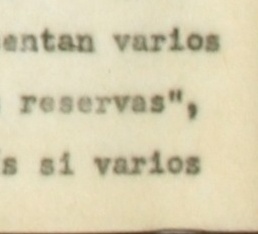 entan varios
reservas",
s si varios